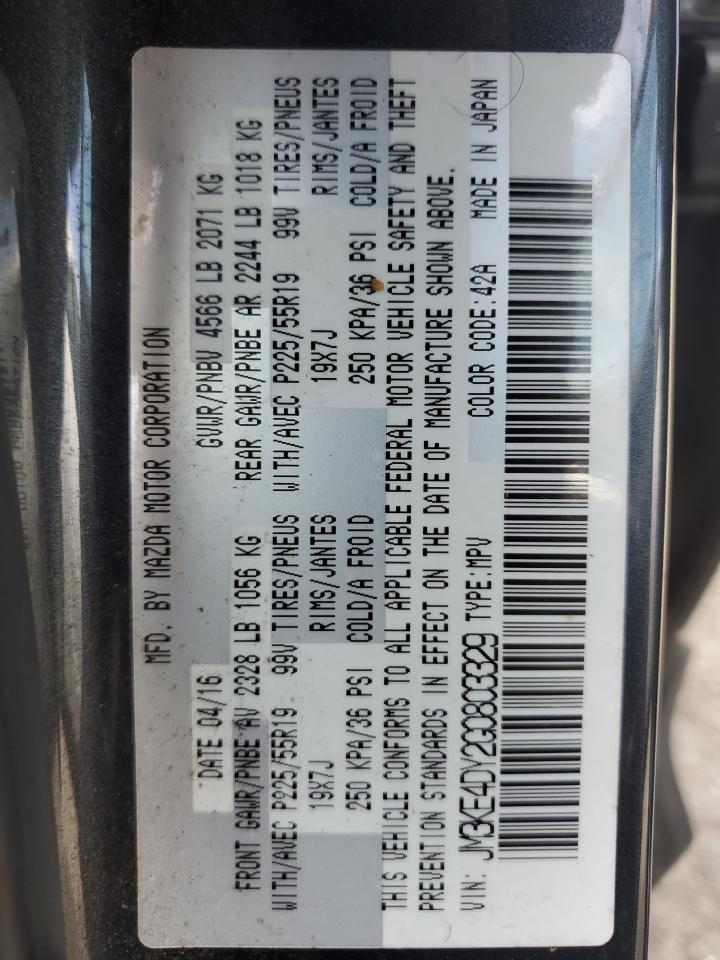 MFD. BY MAZDA MOTOR CORPORATION
DATE 04/16 GVWR/PNBV 4566 LB 2071 KG
FRONT GAWR/PNBE AV 2328 LB 1056 KG REAR GAWR/PNBE AR 2244 LB 1018 KG
WITH/AVEC P225/55R19 99V TIRES/PNEUS WITH/AVEC P225/55R19 99V TIRES/PNEUS
19X7J RIMS/JANTES 19X7J RIMS/JANTES
250 KPA/36 PSI COLD/A FROID 250 KPA/36 PSI COLD/A FROID
THIS VEHICLE CONFORMS TO ALL APPLICABLE FEDERAL MOTOR VEHICLE SAFETY AND THEFT
PREVENTION STANDARDS IN EFFECT ON THE DATE OF MANUFACTURE SHOWN ABOVE.
VIN: JM3KE4DY2G0803329 TYPE:MPV COLOR CODE:42A MADE IN JAPAN